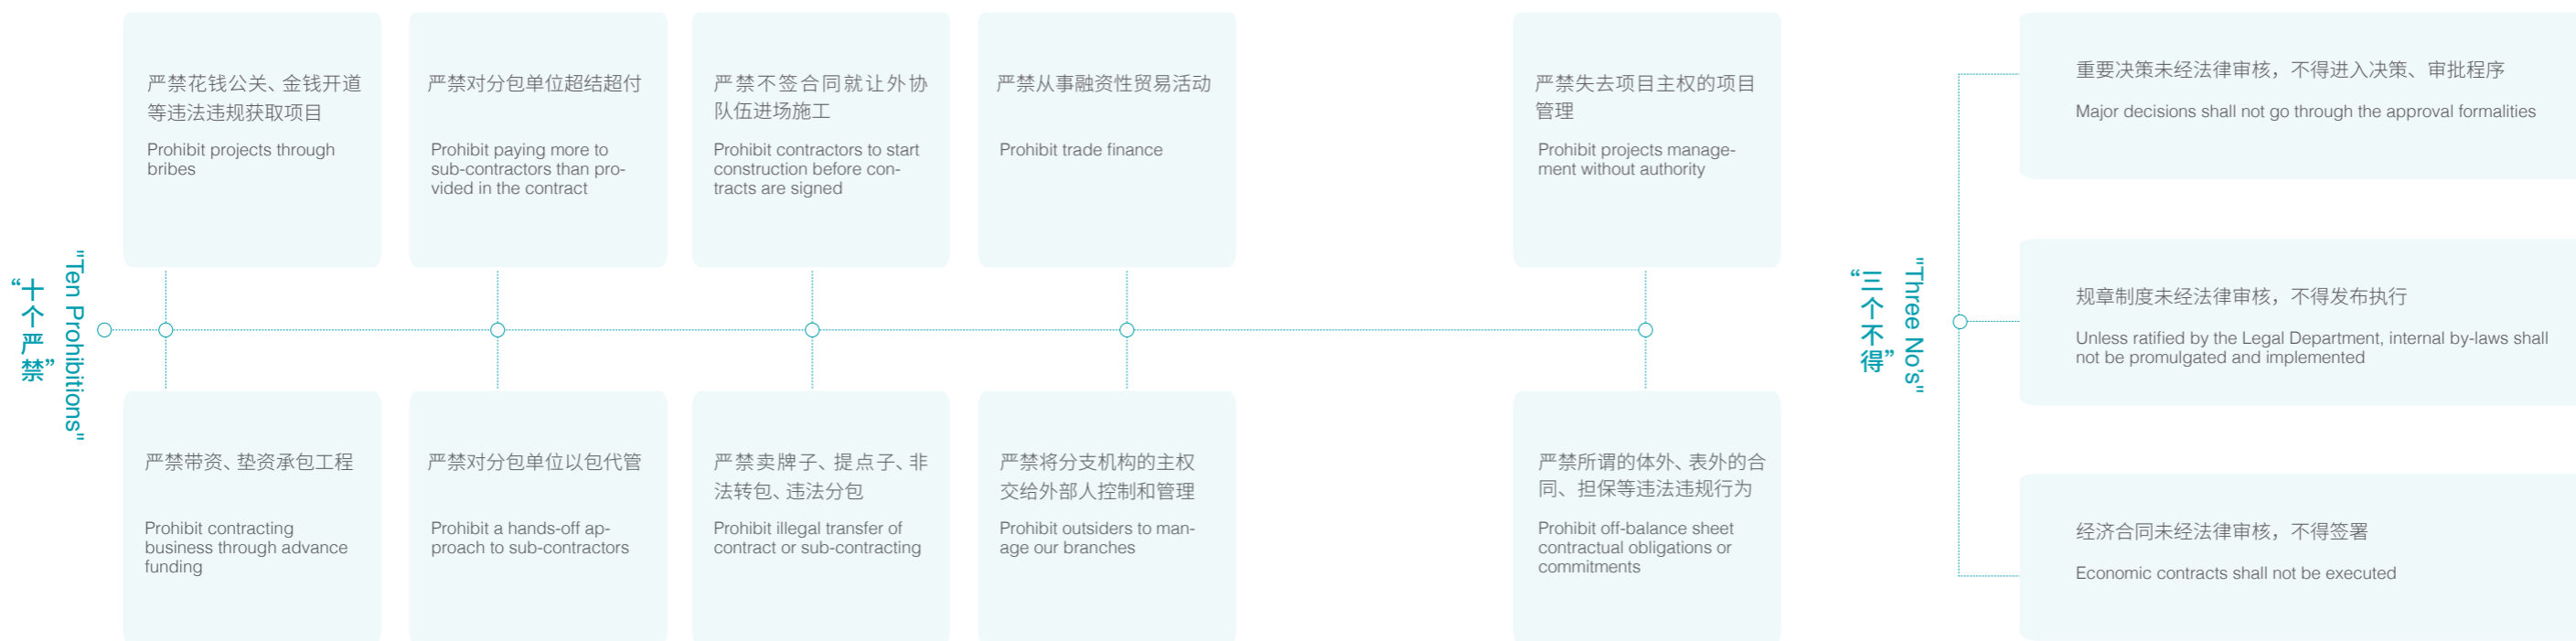 “十个严禁”
"Ten Prohibitions"
严禁花钱公关、金钱开道
等违法违规获取项目
Prohibit projects through
bribes
严禁对分包单位超结超付
Prohibit paying more to
sub-contractors than pro-
vided in the contract
严禁不签合同就让外协
队伍进场施工
Prohibit contractors to start
construction before con-
tracts are signed
严禁从事融资性贸易活动
Prohibit trade finance
严禁失去项目主权的项目
管理
Prohibit projects manage-
ment without authority
严禁带资、垫资承包工程
Prohibit contracting
business through advance
funding
严禁对分包单位以包代管
Prohibit a hands-off ap-
proach to sub-contractors
严禁卖牌子、提点子、非
法转包、违法分包
Prohibit illegal transfer of
contract or sub-contracting
严禁将分支机构的主权
交给外部人控制和管理
Prohibit outsiders to man-
age our branches
严禁所谓的体外、表外的合
同、担保等违法违规行为
Prohibit off-balance sheet
contractual obligations or
commitments
“三个不得”
"Three No's"
重要决策未经法律审核，不得进入决策、审批程序
Major decisions shall not go through the approval formalities
规章制度未经法律审核，不得发布执行
Unless ratified by the Legal Department, internal by-laws shall
not be promulgated and implemented
经济合同未经法律审核，不得签署
Economic contracts shall not be executed